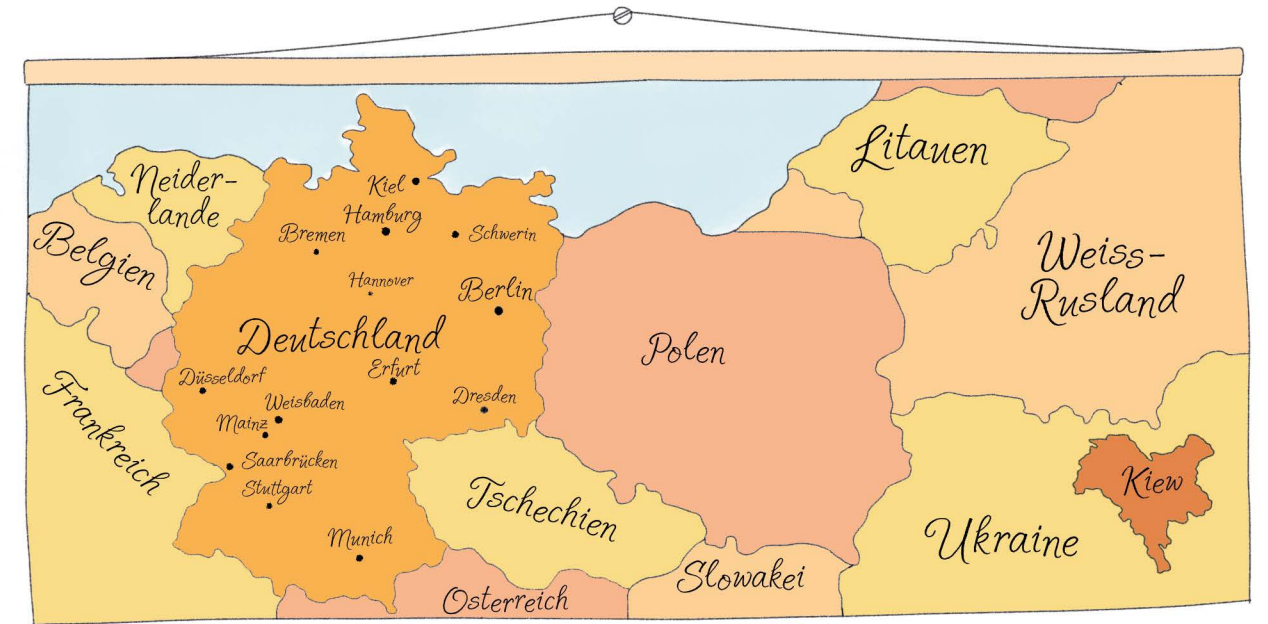 Neider-
lande
Belgien
Frankreich
Kiel
Hamburg
Bremen
Schwerin
Hannover
Berlin
Deutschland
Erfurt
Düsseldorf
Weisbaden
Dresden
Mainz
Saarbrücken
Stuttgart
Munich
Litauen
Weiss-
Rusland
Polen
Tschechien
Osterreich
Slowakei
Ukraine
Kiew